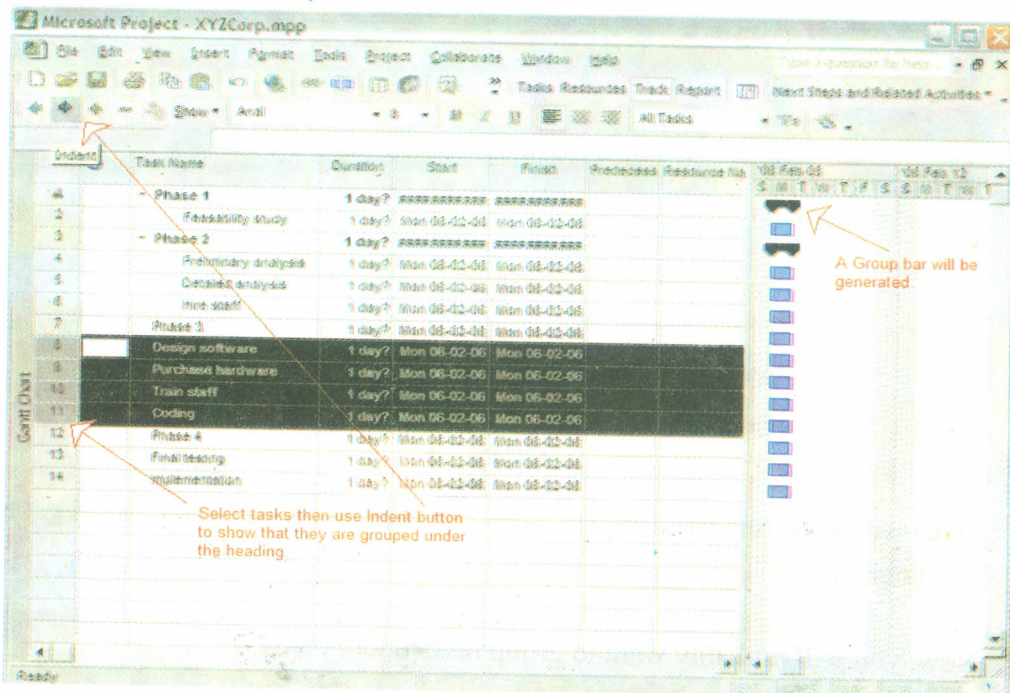 Microsoft Project - XYZCorp.mpp
File Edit View Insert Format Tools Project Collaborate Window Help
Tasks Resources Track Report Next Steps and Related Activities
Show Arial 8 All Tasks
Indent
Task Name Duration Start Finish Resource
'06 Feb 12
S M T W T F S S M T W T
Phase 1 1 day? ########### ###########
2 Feasibility study 1 day? Mon 06-02-06 Mon 06-02-06
3 Phase 2 1 day? ########### ###########
4 Preliminary analysis 1 day? Mon 06-02-06 Mon 06-02-06
5 Detailed analysis 1 day? Mon 06-02-06 Mon 06-02-06
6 Hire staff 1 day? Mon 06-02-06 Mon 06-02-06
7 Phase 3 1 day? Mon 06-02-06 Mon 06-02-06
8 Design software 1 day? Mon 06-02-06 Mon 06-02-06
9 Purchase hardware 1 day? Mon 06-02-06 Mon 06-02-06
10 Train staff 1 day? Mon 06-02-06 Mon 06-02-06
11 Coding 1 day? Mon 06-02-06 Mon 06-02-06
12 Phase 4 1 day? Mon 06-02-06 Mon 06-02-06
13 Final testing 1 day? Mon 06-02-06 Mon 06-02-06
14 1 day? Mon 06-02-06 Mon 06-02-06
A Group bar will be
generated.
Gantt Chart
Select tasks then use Indent button
to show that they are grouped under
the heading.
Ready